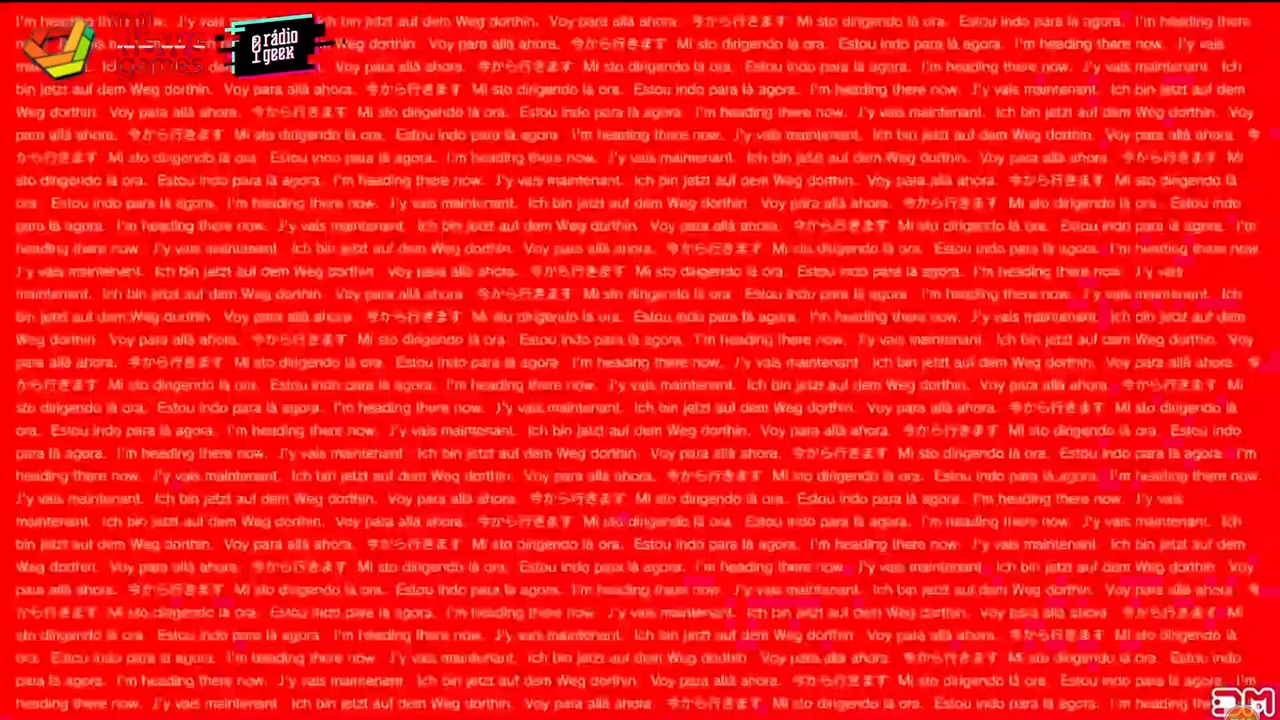 I'm heading there now. J'y vais maintenant. Ich bin jetzt auf dem Weg dorthin. Voy para allá ahora. 今から行きます Mi sto dirigendo là ora. Estou indo para lá agora. I'm heading there
rádio
geek
games
Weg dorthin. Voy para allá ahora. 今から行きます Mi sto dirigendo là ora. Estou indo para lá agora. I'm heading there now. J'y vais
Voy para allá ahora. 今から行きます Mi sto dirigendo là ora. Estou indo para lá agora. I'm heading there now. J'y vais maintenant. Ich
bin jetzt auf dem Weg dorthin. Voy para allá ahora. 今から行きます Mi sto dirigendo là ora. Estou indo para lá agora. I'm heading there now. J'y vais maintenant. Ich bin jetzt auf dem
Weg dorthin. Voy para allá ahora. 今から行きます Mi sto dirigendo là ora. Estou indo para lá agora. I'm heading there now. J'y vais maintenant. Ich bin jetzt auf dem Weg dorthin. Voy
para allá ahora. 今から行きます Mi sto dirigendo là ora. Estou indo para lá agora. I'm heading there now. J'y vais maintenant. Ich bin jetzt auf dem Weg dorthin. Voy para allá ahora. 今
から行きます Mi sto dirigendo là ora. Estou indo para lá agora. I'm heading there now. J'y vais maintenant. Ich bin jetzt auf dem Weg dorthin. Voy para allá ahora. 今から行きます Mi
sto dirigendo là ora. Estou indo para lá agora. I'm heading there now. J'y vais maintenant. Ich bin jetzt auf dem Weg dorthin. Voy para allá ahora. 今から行きます Mi sto dirigendo là
ora. Estou indo para lá agora. I'm heading there now. J'y vais maintenant. Ich bin jetzt auf dem Weg dorthin. Voy para allá ahora. 今から行きます Mi sto dirigendo là ora. Estou indo
para lá agora. I'm heading there now. J'y vais maintenant. Ich bin jetzt auf dem Weg dorthin. Voy para allá ahora. 今から行きます Mi sto dirigendo là ora. Estou indo para lá agora. I'm
heading there now. J'y vais maintenant. Ich bin jetzt auf dem Weg dorthin. Voy para allá ahora. 今から行きます Mi sto dirigendo là ora. Estou indo para lá agora. I'm heading there now.
J'y vais maintenant. Ich bin jetzt auf dem Weg dorthin. Voy para allá ahora. 今から行きます Mi sto dirigendo là ora. Estou indo para lá agora. I'm heading there now. J'y vais
maintenant. Ich bin jetzt auf dem Weg dorthin. Voy para allá ahora. 今から行きます Mi sto dirigendo là ora. Estou indo para lá agora. I'm heading there now. J'y vais maintenant. Ich
bin jetzt auf dem Weg dorthin. Voy para allá ahora. 今から行きます Mi sto dirigendo là ora. Estou indo para lá agora. I'm heading there now. J'y vais maintenant. Ich bin jetzt auf dem
Weg dorthin. Voy para allá ahora. 今から行きます Mi sto dirigendo là ora. Estou indo para lá agora. I'm heading there now. J'y vais maintenant. Ich bin jetzt auf dem Weg dorthin. Voy
para allá ahora. 今から行きます Mi sto dirigendo là ora. Estou indo para lá agora. I'm heading there now. J'y vais maintenant. Ich bin jetzt auf dem Weg dorthin. Voy para allá ahora. 今
から行きます Mi sto dirigendo là ora. Estou indo para lá agora. I'm heading there now. J'y vais maintenant. Ich bin jetzt auf dem Weg dorthin. Voy para allá ahora. 今から行きます Mi
sto dirigendo là ora. Estou indo para lá agora. I'm heading there now. J'y vais maintenant. Ich bin jetzt auf dem Weg dorthin. Voy para allá ahora. 今から行きます Mi sto dirigendo là
ora. Estou indo para lá agora. I'm heading there now. J'y vais maintenant. Ich bin jetzt auf dem Weg dorthin. Voy para allá ahora. 今から行きます Mi sto dirigendo là ora. Estou indo
para lá agora. I'm heading there now. J'y vais maintenant. Ich bin jetzt auf dem Weg dorthin. Voy para allá ahora. 今から行きます Mi sto dirigendo là ora. Estou indo para lá agora. I'm
heading there now. J'y vais maintenant. Ich bin jetzt auf dem Weg dorthin. Voy para allá ahora. 今から行きます Mi sto dirigendo là ora. Estou indo para lá agora. I'm heading there now.
J'y vais maintenant. Ich bin jetzt auf dem Weg dorthin. Voy para allá ahora. 今から行きます Mi sto dirigendo là ora. Estou indo para lá agora. I'm heading there now. J'y vais
maintenant. Ich bin jetzt auf dem Weg dorthin. Voy para allá ahora. 今から行きます Mi sto dirigendo là ora. Estou indo para lá agora. I'm heading there now. J'y vais maintenant. Ich
bin jetzt auf dem Weg dorthin. Voy para allá ahora. 今から行きます Mi sto dirigendo là ora. Estou indo para lá agora. I'm heading there now. J'y vais maintenant. Ich bin jetzt auf dem
Weg dorthin. Voy para allá ahora. 今から行きます Mi sto dirigendo là ora. Estou indo para lá agora. I'm heading there now. J'y vais maintenant. Ich bin jetzt auf dem Weg dorthin. Voy
para allá ahora. 今から行きます Mi sto dirigendo là ora. Estou indo para lá agora. I'm heading there now. J'y vais maintenant. Ich bin jetzt auf dem Weg dorthin. Voy para allá ahora. 今
から行きます Mi sto dirigendo là ora. Estou indo para lá agora. I'm heading there now. J'y vais maintenant. Ich bin jetzt auf dem Weg dorthin. Voy para allá ahora. 今から行きます Mi
sto dirigendo là ora. Estou indo para lá agora. I'm heading there now. J'y vais maintenant. Ich bin jetzt auf dem Weg dorthin. Voy para allá ahora. 今から行きます Mi sto dirigendo là
ora. Estou indo para lá agora. I'm heading there now. J'y vais maintenant. Ich bin jetzt auf dem Weg dorthin. Voy para allá ahora. 今から行きます Mi sto dirigendo là ora. Estou indo
para lá agora. I'm heading there now. J'y vais maintenant. Ich bin jetzt auf dem Weg dorthin. Voy para allá ahora. 今から行きます Mi sto dirigendo là ora. Estou indo para lá agora. I'm
heading there now. J'y vais maintenant. Ich bin jetzt auf dem Weg dorthin. Voy para allá ahora. 今から行きます Mi sto dirigendo là ora. Estou indo para lá agora. I'm heading